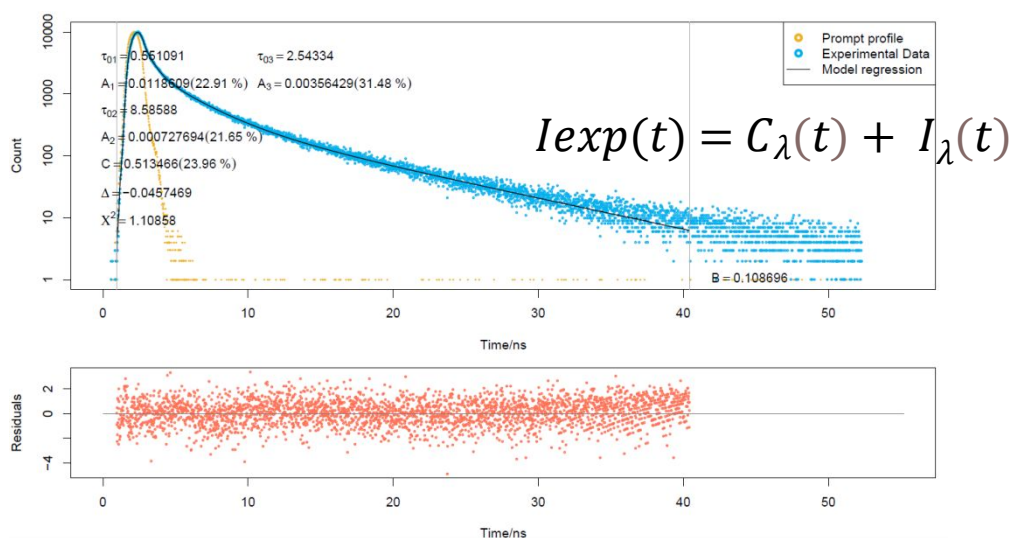 10000
1000
100
10
1
Count
τ01 = 0.551091 τ03 = 2.54334
A1 = 0.0118609(22.91 %) A3 = 0.00356429(31.48 %)
τ02 = 8.58588
A2 = 0.000727694(21.65 %)
C = 0.513466(23.96 %)
Δ = −0.0457469
X² = 1.10858
Prompt profile
Experimental Data
Model regression
Iexp(t) = Cλ(t) + Iλ(t)
B = 0.108696
0 10 20 30 40 50
Time/ns
Residuals
2
0
−4
0 10 20 30 40 50
Time/ns